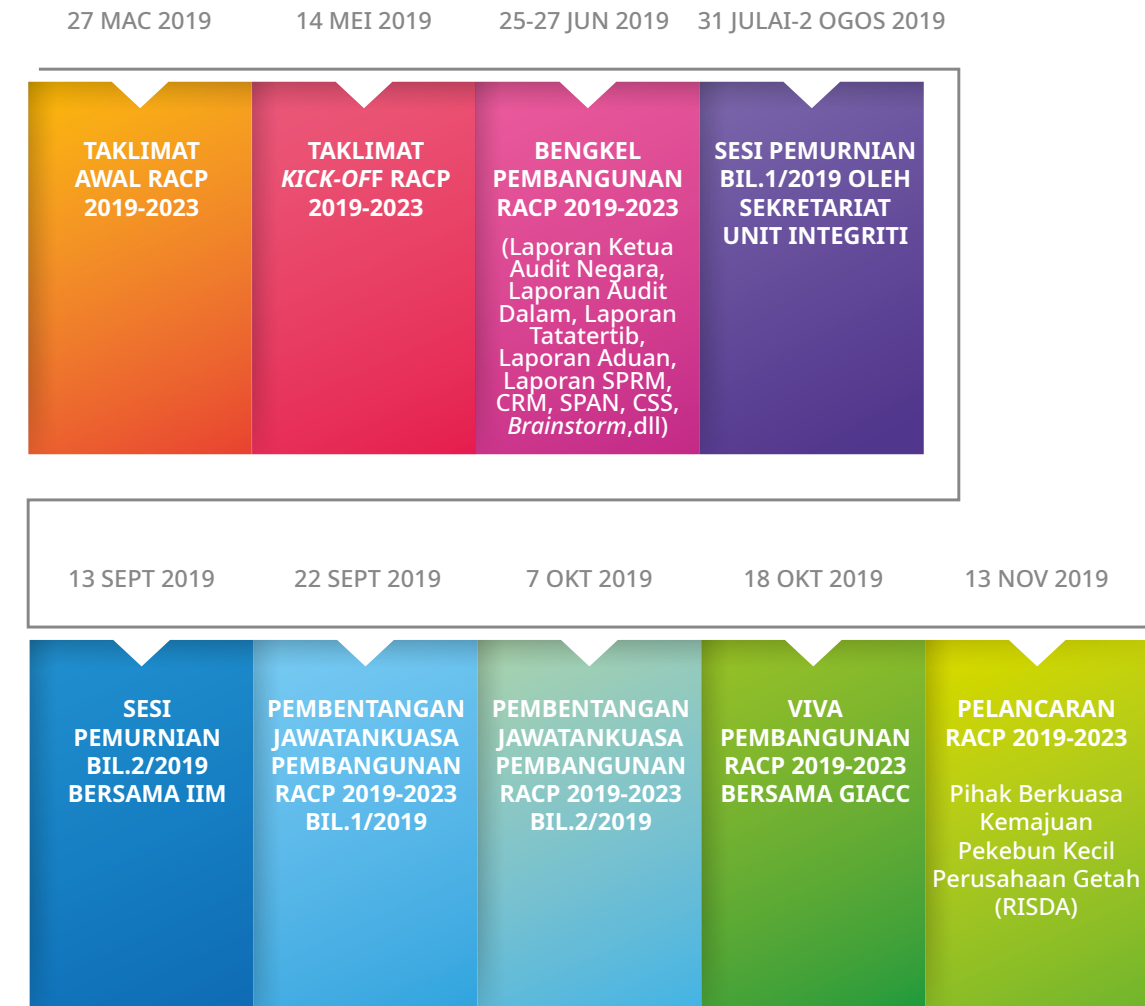 27 MAC 2019
14 MEI 2019
25-27 JUN 2019
31 JULAI-2 OGOS 2019
TAKLIMAT
AWAL RACP
2019-2023
TAKLIMAT
KICK-OFF RACP
2019-2023
BENGKEL
PEMBANGUNAN
RACP 2019-2023
(Laporan Ketua
Audit Negara,
Laporan Audit
Dalam, Laporan
Tatatertib,
Laporan Aduan,
Laporan SPRM,
CRM, SPAN, CSS,
Brainstorm,dll)
SESI PEMURNIAN
BIL.1/2019 OLEH
SEKRETARIAT
UNIT INTEGRITI
13 SEPT 2019
22 SEPT 2019
7 OKT 2019
18 OKT 2019
13 NOV 2019
SESI
PEMURNIAN
BIL.2/2019
BERSAMA IIM
PEMBENTANGAN
JAWATANKUASA
PEMBANGUNAN
RACP 2019-2023
BIL.1/2019
PEMBENTANGAN
JAWATANKUASA
PEMBANGUNAN
RACP 2019-2023
BIL.2/2019
VIVA
PEMBANGUNAN
RACP 2019-2023
BERSAMA GIACC
PELANCARAN
RACP 2019-2023
Pihak Berkuasa
Kemajuan
Pekebun Kecil
Perusahaan Getah
(RISDA)